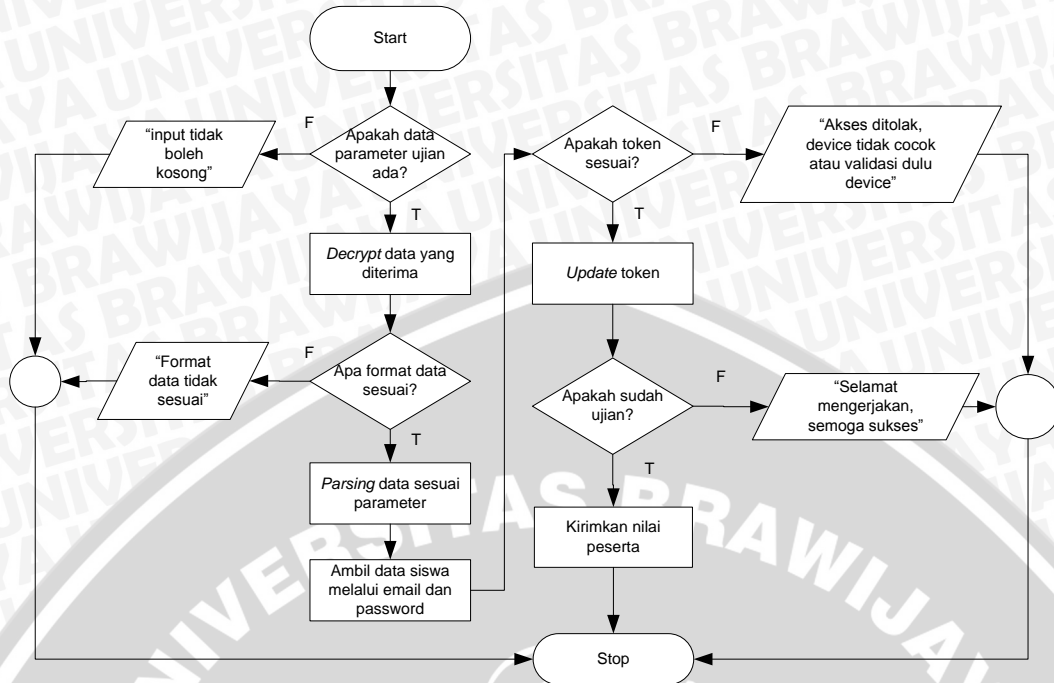 Start
F
Apakah data
parameter ujian
ada?
“input tidak
boleh
kosong”
T
Decrypt data yang
diterima
F
Apa format data
sesuai?
“Format
data tidak
sesuai”
T
Parsing data sesuai
parameter
Ambil data siswa
melalui email dan
password
Apakah token
sesuai?
F
“Akses ditolak,
device tidak cocok
atau validasi dulu
device”
T
Update token
Apakah sudah
ujian?
F
“Selamat
mengerjakan,
semoga sukses”
T
Kirimkan nilai
peserta
Stop
UNIVERSITAS BRAWIJAYA